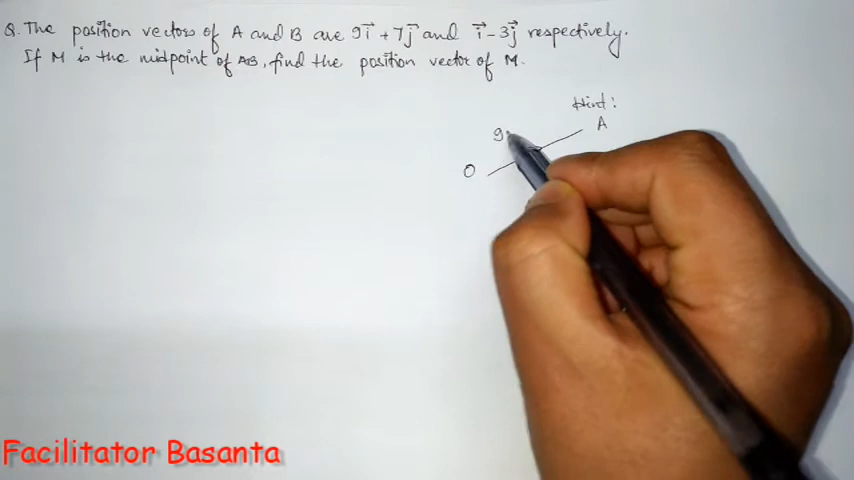 Q. The position vectors of A and B are 9i⃗ + 7j⃗ and i⃗ - 3j⃗ respectively.
If M is the midpoint of AB, find the position vector of M.
Hint:
A
9
O
Facilitator Basanta